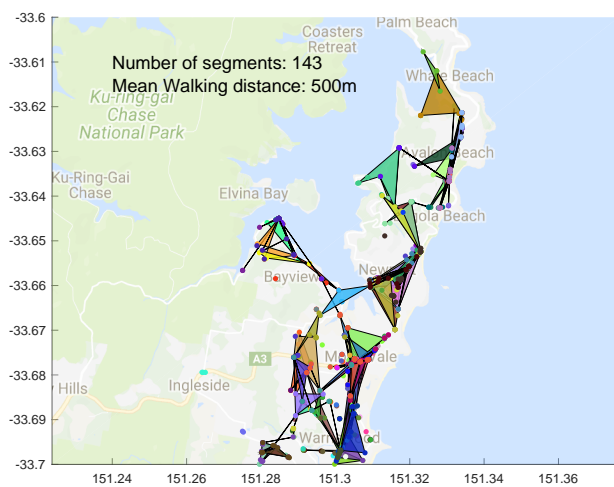 -33.6
Palm Beach
Coasters
Retreat
Number of segments: 143
-33.61
Whale Beach
Mean Walking distance: 500m
Ku-ring-gai
Chase
National Park
-33.62
-33.63
Beach
Ku-Ring-Gai
Chase
Elvina Bay
-33.64
Beach
-33.65
Bayview
-33.66
-33.67
A3
-33.68
Ingleside
Hills
-33.69
-33.7
151.24
151.26
151.28
151.3
151.32
151.34
151.36